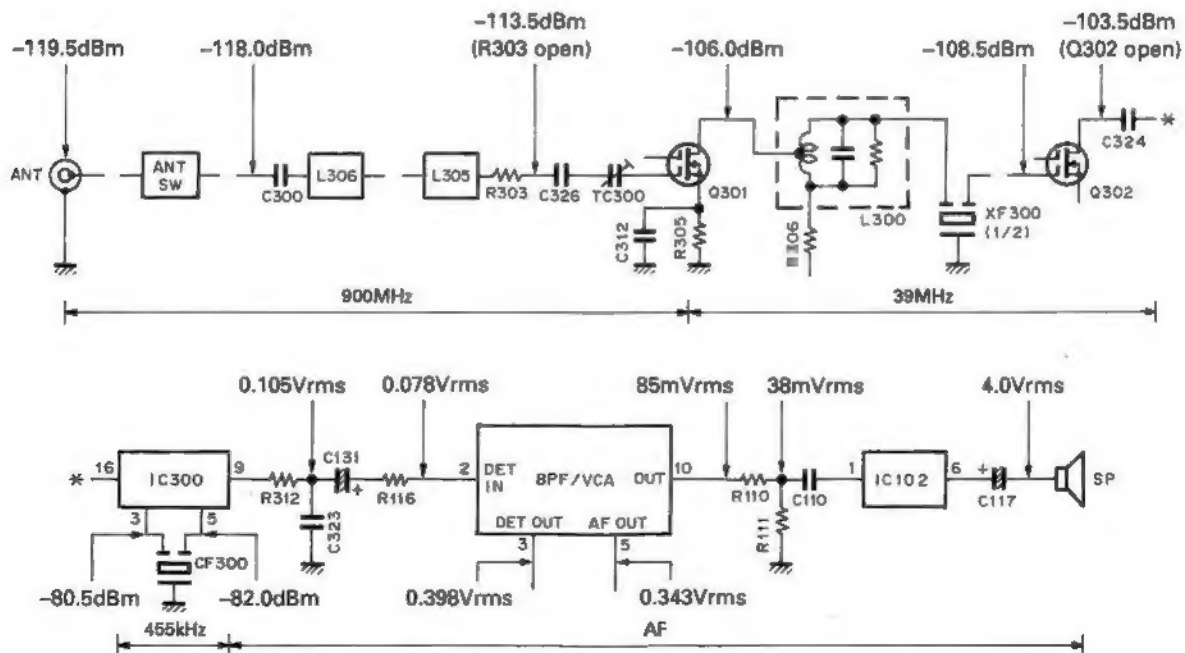 -113.5dBm
(R303 open)
-103.5dBm
(Q302 open)
-119.5dBm
-118.0dBm
-106.0dBm
-108.5dBm
C324
*
ANT
ANT
SW
C300
L306
L305
R303
C326
TC300
Q301
L300
XF300
(1/2)
Q302
C312
R305
900MHz
39MHz
0.105Vrms
0.078Vrms
85mVrms
38mVrms
4.0Vrms
*
16
IC300
9
R312
C131
+
R116
2
DET
IN
BPF/VCA
OUT
10
R110
C110
1
IC102
6
+
C117
SP
3
5
C323
DET OUT
AF OUT
3
5
R111
CF300
-80.5dBm
-82.0dBm
0.398Vrms
0.343Vrms
455kHz
AF